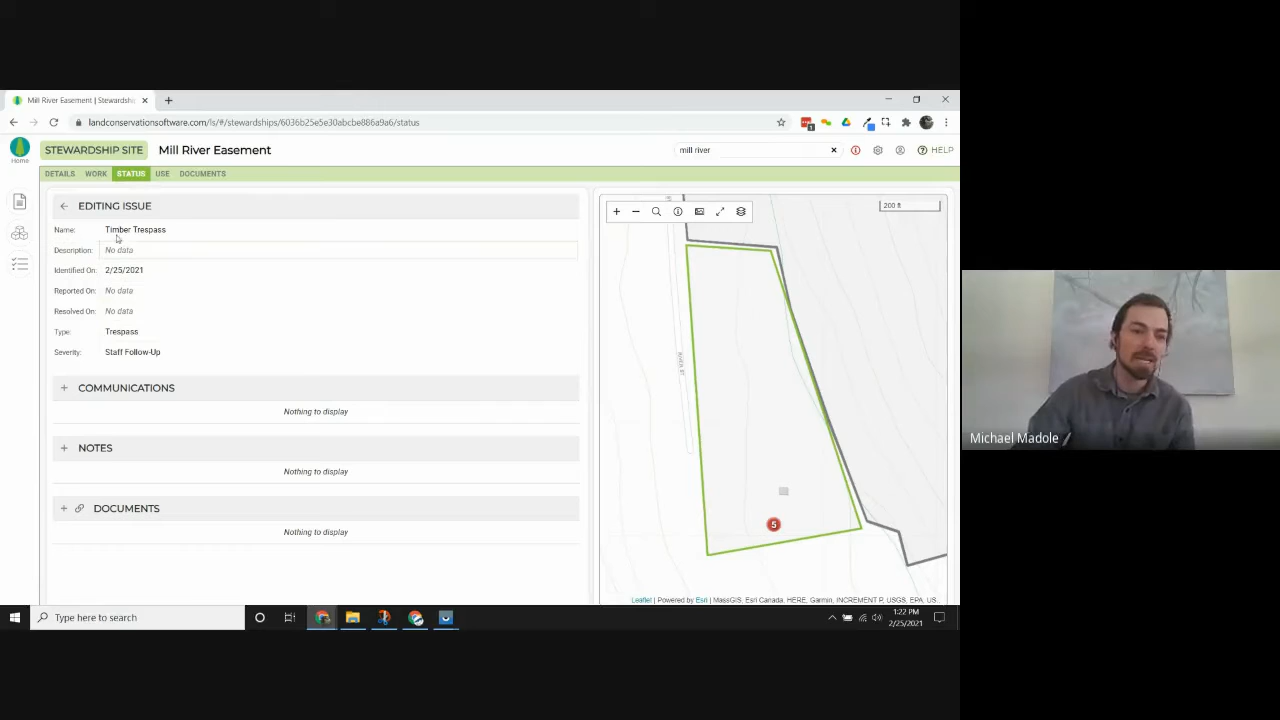 Mill River Easement | Stewardship
landconservationsoftware.com/ls/#/stewardships/6036b25e5e30abcbe886a9a6/status
1
Home
STEWARDSHIP SITE
Mill River Easement
mill river
HELP
DETAILS
WORK
STATUS
USE
DOCUMENTS
EDITING ISSUE
Name: Timber Trespass
Description: No data
Identified On: 2/25/2021
Reported On: No data
Resolved On: No data
Type: Trespass
Severity: Staff Follow-Up
COMMUNICATIONS
Nothing to display
NOTES
Nothing to display
DOCUMENTS
Nothing to display
200 ft
5
Leaflet | Powered by Esri | MassGIS, Esri Canada, HERE, Garmin, INCREMENT P, USGS, EPA, US...
Michael Madole
Type here to search
1:22 PM
2/25/2021